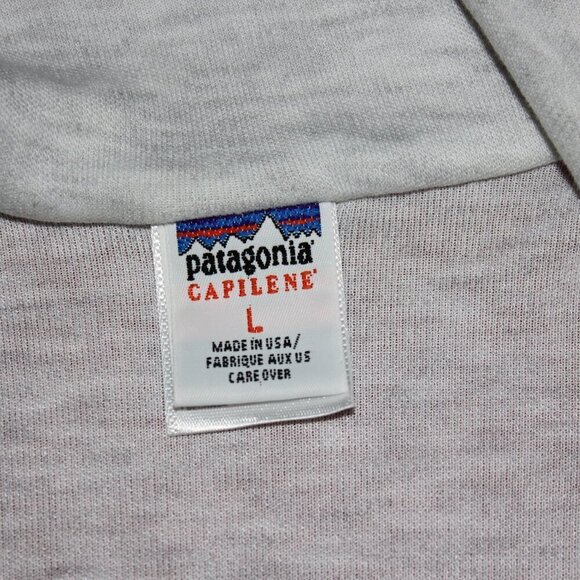 patagonia®
CAPILENE®
L
MADE IN USA/
FABRIQUE AUX US
CARE OVER